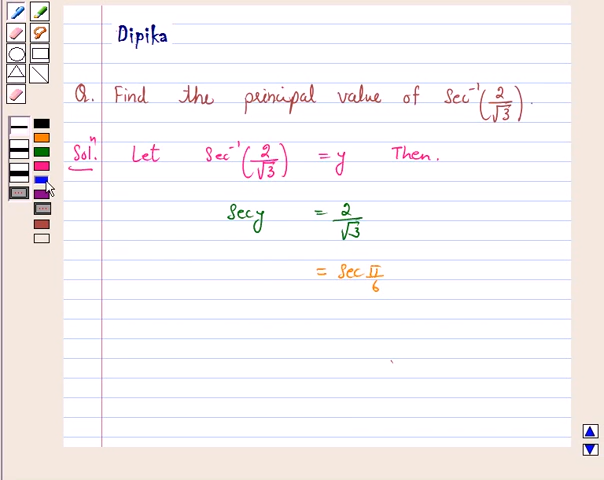 Dipika
Q. Find the principal value of Sec⁻¹(2/√3).
Solⁿ. Let Sec⁻¹(2/√3) = y Then.
Secy = 2/√3
= Sec π/6